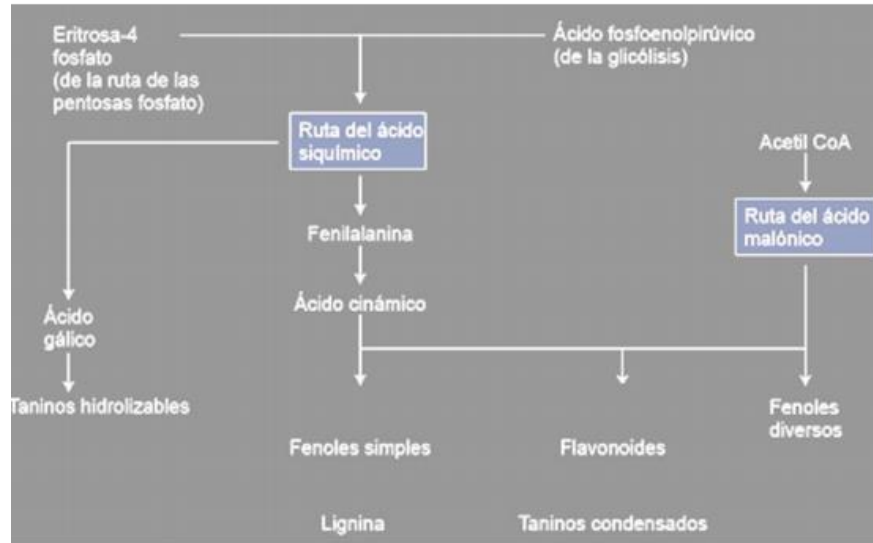 Eritrosa-4
fosfato
(de la ruta de las
pentosas fosfato)
Ácido fosfoenolpirúvico
(de la glicólisis)
Ruta del ácido
siquímico
Acetil CoA
Ruta del ácido
malónico
Fenilalanina
Ácido cinámico
Ácido
gálico
Taninos hidrolizables
Fenoles simples
Flavonoides
Fenoles
diversos
Lignina
Taninos condensados